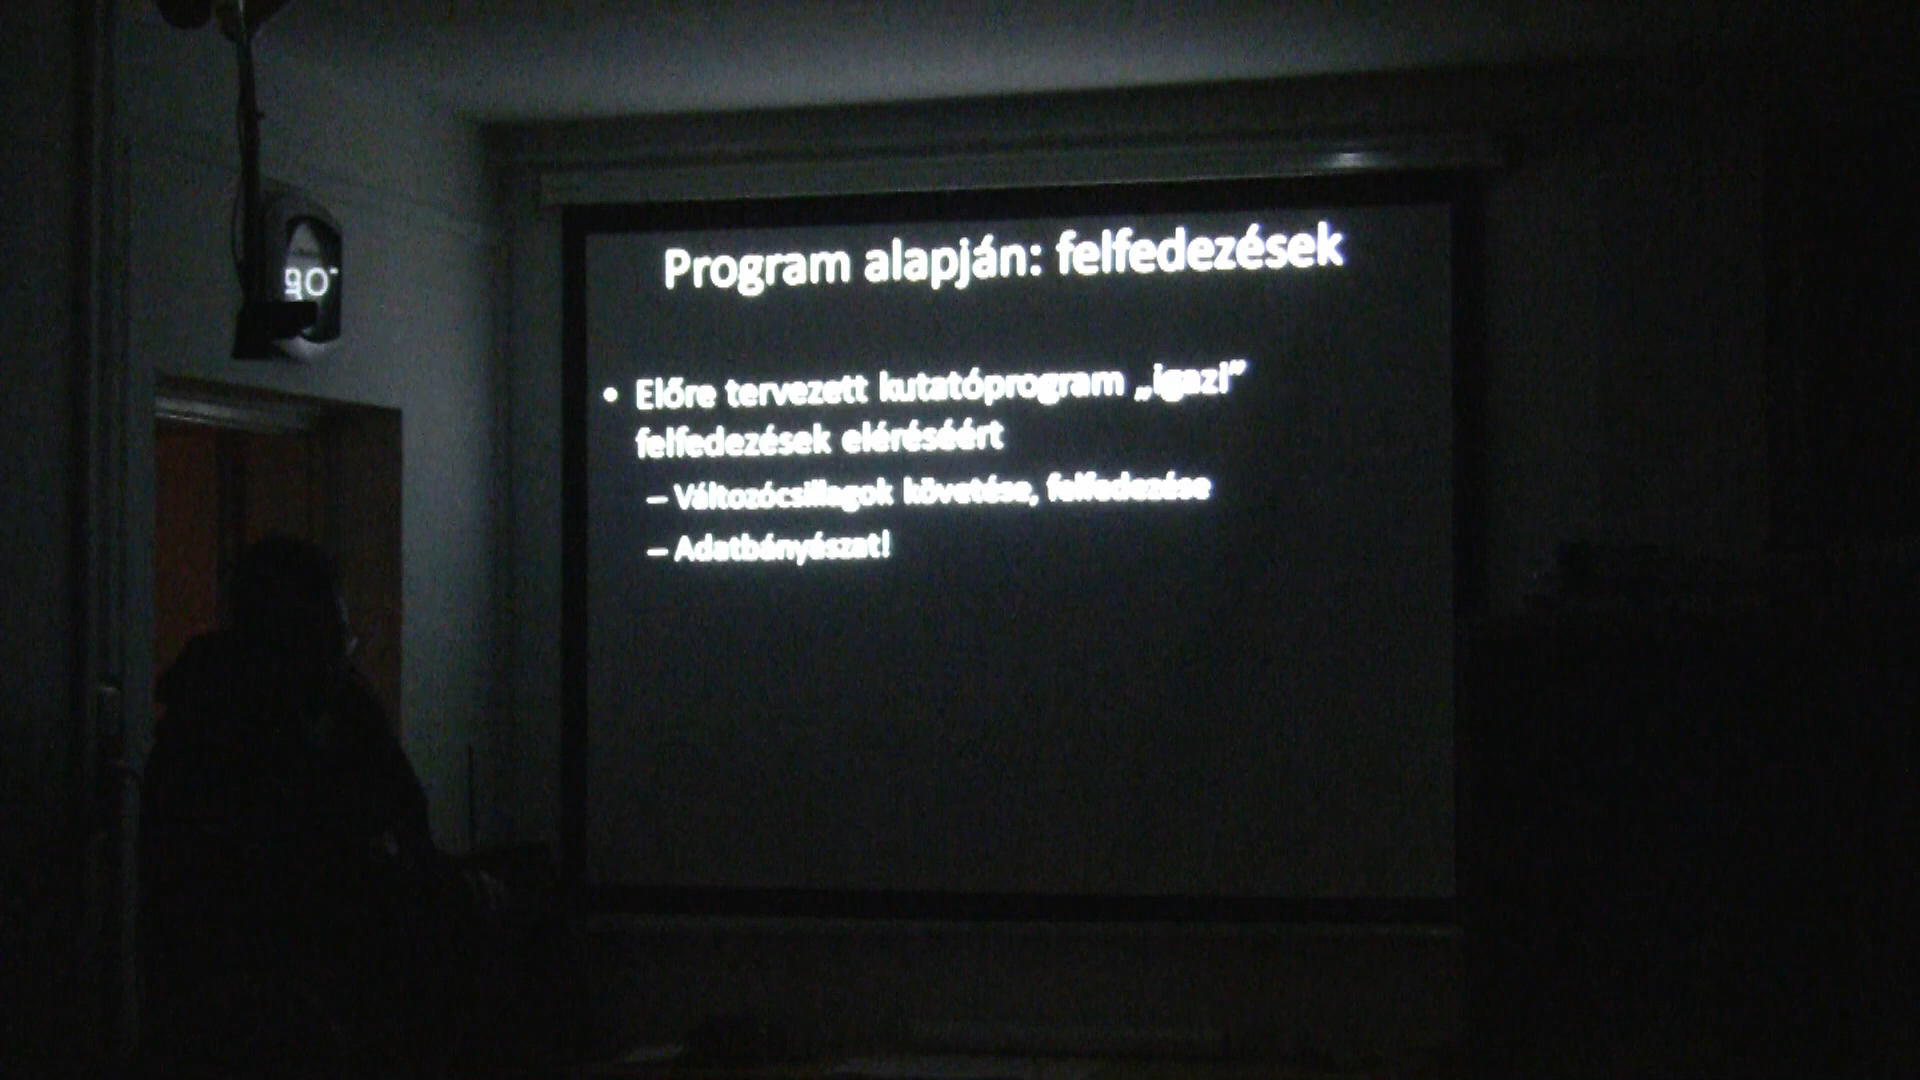 Program alapján: felfedezések
• Előre tervezett kutatóprogram „igazi”
felfedezések eléréséért
– Változócsillagok követése, felfedezése
– Adatbányászat!